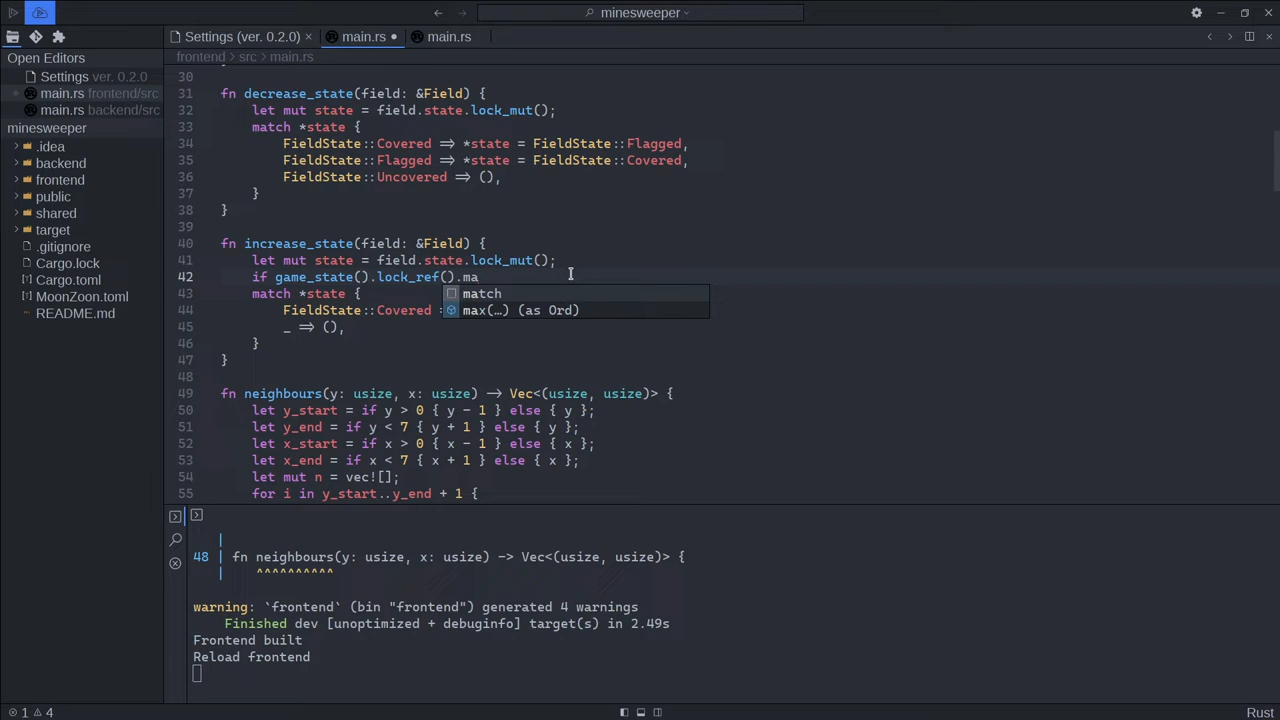 minesweeper
Settings (ver. 0.2.0) ×
main.rs
main.rs
frontend > src > main.rs
Open Editors
Settings ver. 0.2.0
main.rs frontend/src
main.rs backend/src
minesweeper
.idea
backend
frontend
public
shared
target
.gitignore
Cargo.lock
Cargo.toml
MoonZoon.toml
README.md
30
31 fn decrease_state(field: &Field) {
32 let mut state = field.state.lock_mut();
33 match *state {
34 FieldState::Covered => *state = FieldState::Flagged,
35 FieldState::Flagged => *state = FieldState::Covered,
36 FieldState::Uncovered => (),
37 }
38 }
39
40 fn increase_state(field: &Field) {
41 let mut state = field.state.lock_mut();
42 if game_state().lock_ref().ma
match
max(…) (as Ord)
43 match *state {
44 FieldState::Covered
45 _ => (),
46 }
47 }
48
49 fn neighbours(y: usize, x: usize) -> Vec<(usize, usize)> {
50 let y_start = if y > 0 { y - 1 } else { y };
51 let y_end = if y < 7 { y + 1 } else { y };
52 let x_start = if x > 0 { x - 1 } else { x };
53 let x_end = if x < 7 { x + 1 } else { x };
54 let mut n = vec![];
55 for i in y_start..y_end + 1 {
|
48 | fn neighbours(y: usize, x: usize) -> Vec<(usize, usize)> {
| ^^^^^^^^^^
warning: `frontend` (bin "frontend") generated 4 warnings
Finished dev [unoptimized + debuginfo] target(s) in 2.49s
Frontend built
Reload frontend
1 4
Rust